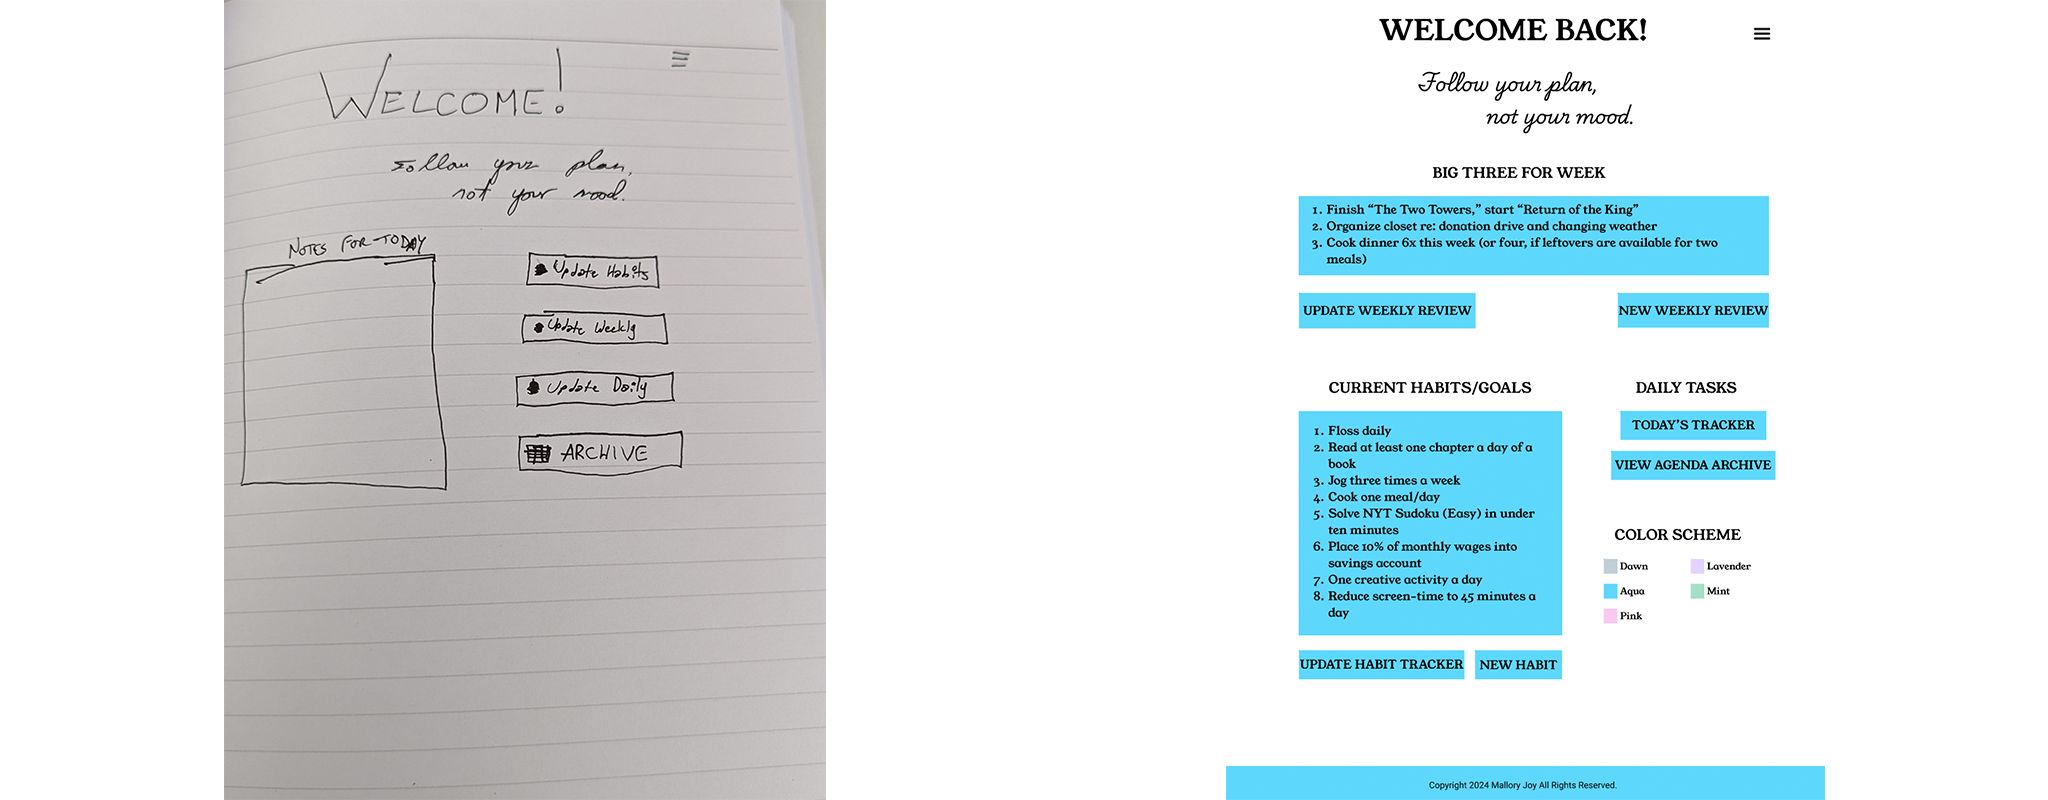 WELCOME!
Follow your plan,
not your mood.
NOTES FOR TODAY
Update Habits
Update Weekly
Update Daily
ARCHIVE
WELCOME BACK!
Follow your plan,
not your mood.
BIG THREE FOR WEEK
1. Finish “The Two Towers,” start “Return of the King”
2. Organize closet re: donation drive and changing weather
3. Cook dinner 6x this week (or four, if leftovers are available for two
meals)
UPDATE WEEKLY REVIEW
NEW WEEKLY REVIEW
CURRENT HABITS/GOALS
1. Floss daily
2. Read at least one chapter a day of a
book
3. Jog three times a week
4. Cook one meal/day
5. Solve NYT Sudoku (Easy) in under
ten minutes
6. Place 10% of monthly wages into
savings account
7. One creative activity a day
8. Reduce screen-time to 45 minutes a
day
UPDATE HABIT TRACKER
NEW HABIT
DAILY TASKS
TODAY’S TRACKER
VIEW AGENDA ARCHIVE
COLOR SCHEME
Dawn
Lavender
Aqua
Mint
Pink
Copyright 2024 Mallory Joy All Rights Reserved.